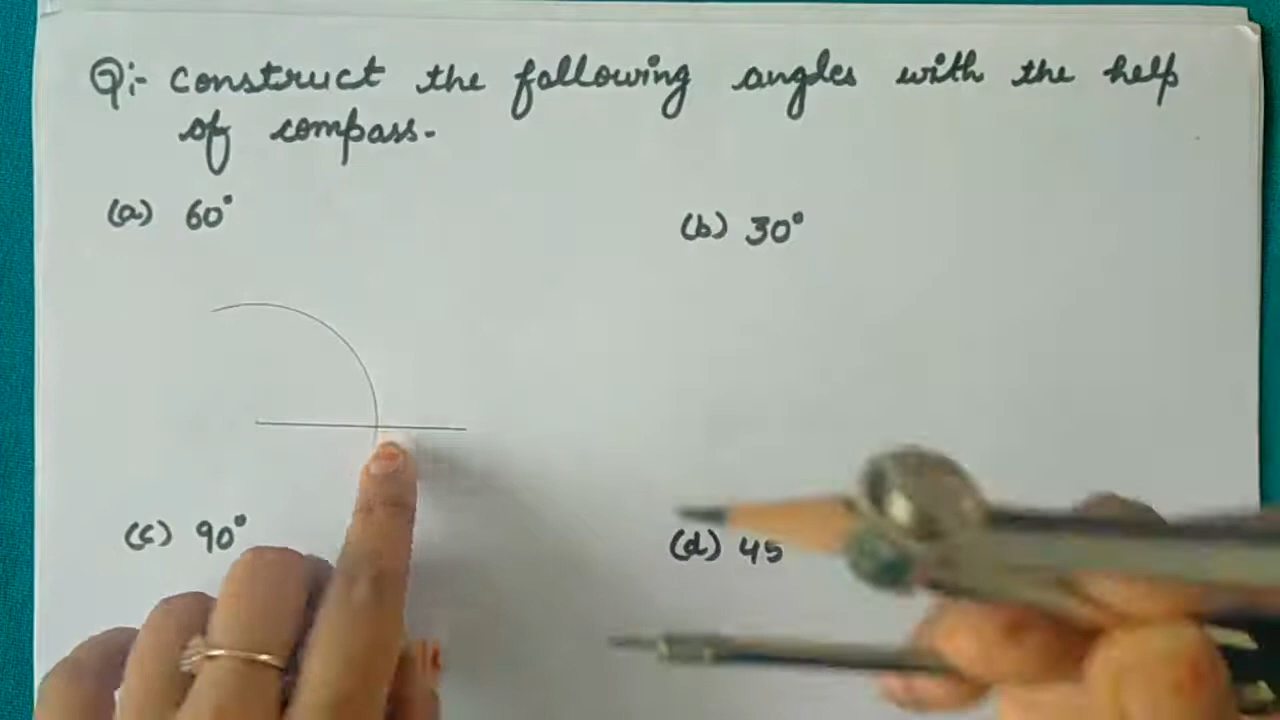 Q:- Construct the following angles with the help
of compass.
(a) 60°
(b) 30°
(c) 90°
(d) 45